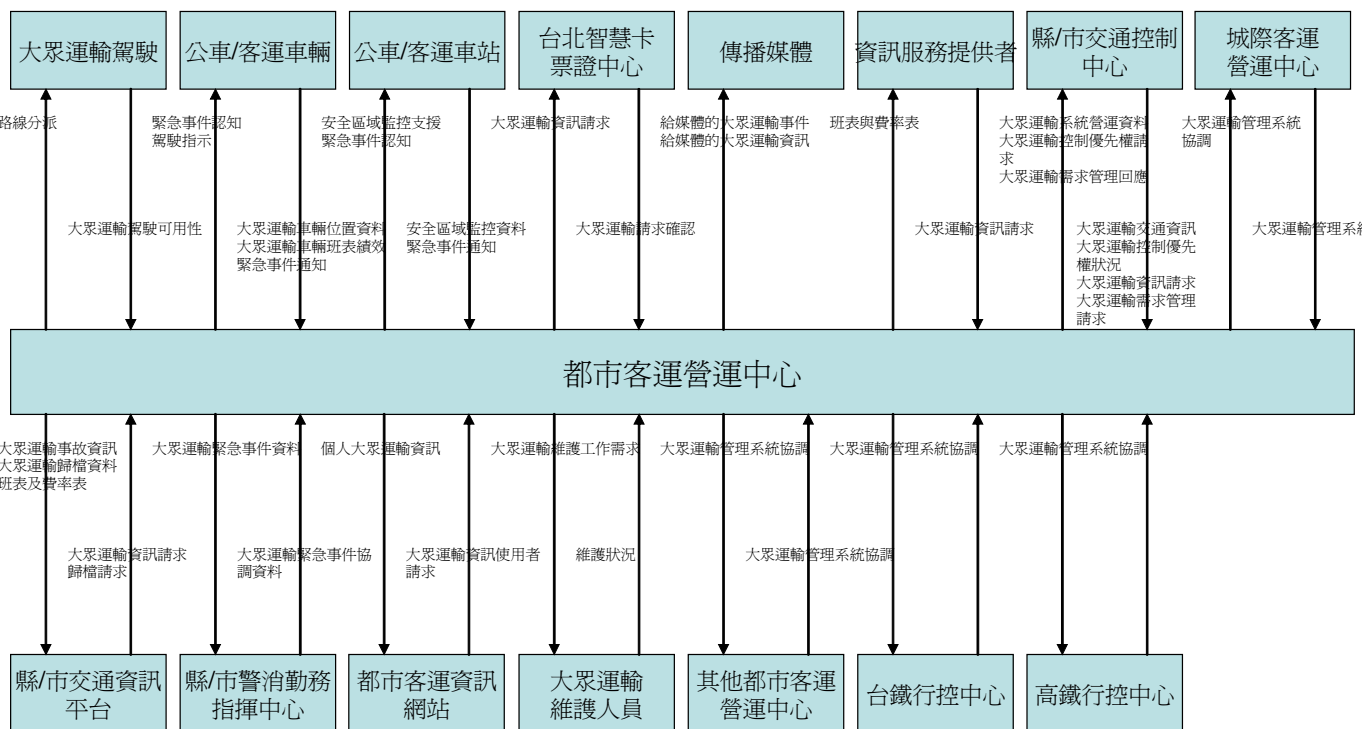 大眾運輸駕駛
公車/客運車輛
公車/客運車站
台北智慧卡
票證中心
傳播媒體
資訊服務提供者
縣/市交通控制
中心
城際客運
營運中心
路線分派
緊急事件認知
駕駛指示
安全區域監控支援
緊急事件認知
大眾運輸資訊請求
給媒體的大眾運輸事件
給媒體的大眾運輸資訊
班表與費率表
大眾運輸系統營運資料
大眾運輸控制優先權請
求
大眾運輸需求管理回應
大眾運輸管理系統
協調
大眾運輸駕駛可用性
大眾運輸車輛位置資料
大眾運輸車輛班表績效
緊急事件通知
安全區域監控資料
緊急事件通知
大眾運輸請求確認
大眾運輸資訊請求
大眾運輸交通資訊
大眾運輸控制優先
權狀況
大眾運輸資訊請求
大眾運輸需求管理
請求
大眾運輸管理系
都市客運營運中心
大眾運輸事故資訊
大眾運輸歸檔資料
班表及費率表
大眾運輸緊急事件資料
個人大眾運輸資訊
大眾運輸維護工作需求
大眾運輸管理系統協調
大眾運輸管理系統協調
大眾運輸管理系統協調
大眾運輸資訊請求
歸檔請求
大眾運輸緊急事件協
調資料
大眾運輸資訊使用者
請求
維護狀況
大眾運輸管理系統協調
縣/市交通資訊
平台
縣/市警消勤務
指揮中心
都市客運資訊
網站
大眾運輸
維護人員
其他都市客運
營運中心
台鐵行控中心
高鐵行控中心